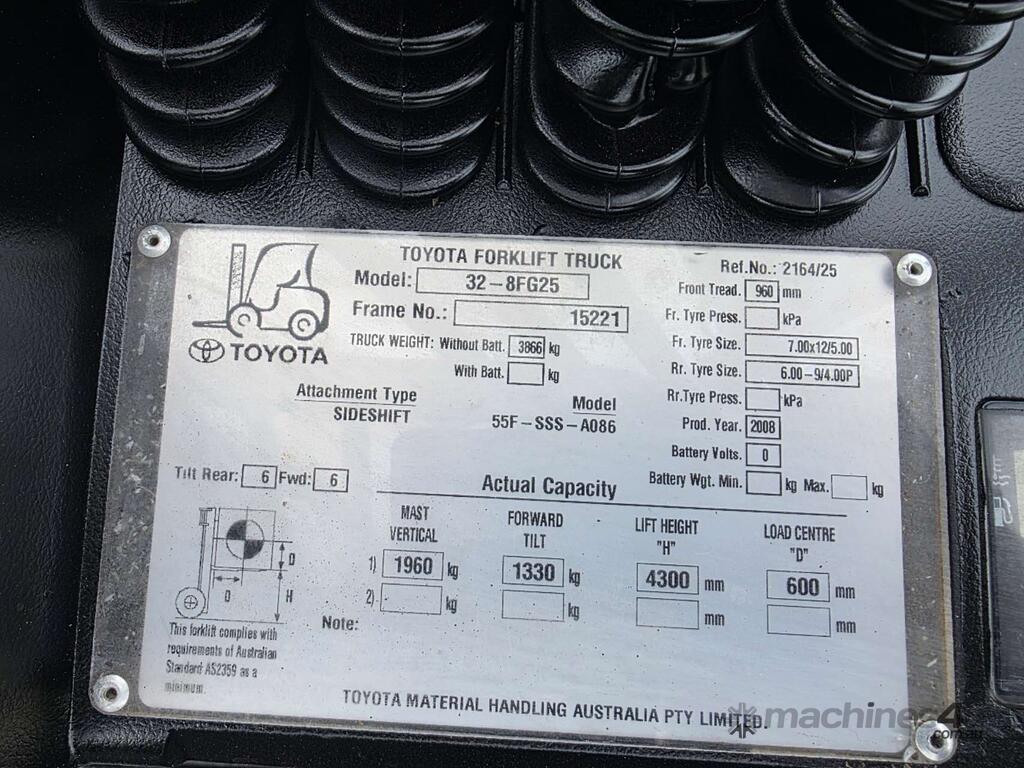 TOYOTA FORKLIFT TRUCK
Ref.No.: 2164/25
Model: 32-8FG25
Front Tread. 960 mm
Frame No.: 15221
Fr. Tyre Press. kPa
TOYOTA
TRUCK WEIGHT: Without Batt. 3866 kg
Fr. Tyre Size. 7.00x12/5.00
With Batt. kg
Rr. Tyre Size. 6.00-9/4.00P
Rr.Tyre Press. kPa
Attachment Type Model
SIDESHIFT 55F-SSS-A086
Prod. Year. 2008
Battery Volts. 0
Tilt Rear: 6 Fwd: 6
Battery Wgt. Min. kg Max. kg
Actual Capacity
MAST VERTICAL
FORWARD TILT
LIFT HEIGHT "H"
LOAD CENTRE "D"
1) 1960 kg 1330 kg 4300 mm 600 mm
2) kg kg mm mm
D
D H
Note:
This forklift complies with
requirements of Australian
Standard AS2359 as a
minimum.
TOYOTA MATERIAL HANDLING AUSTRALIA PTY LIMITED.
machines4u
.com.au